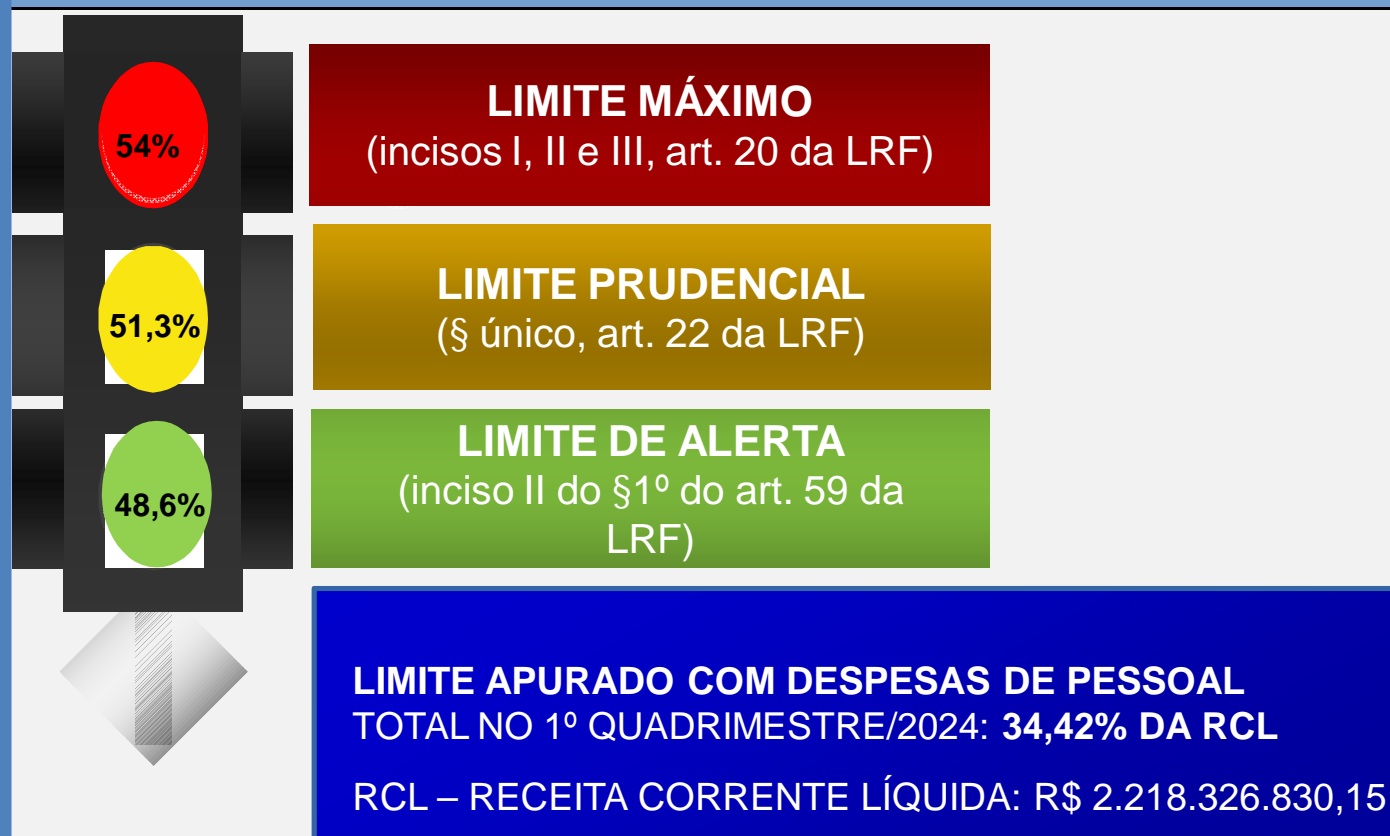 54%
LIMITE MÁXIMO
(incisos I, II e III, art. 20 da LRF)
51,3%
LIMITE PRUDENCIAL
(§ único, art. 22 da LRF)
48,6%
LIMITE DE ALERTA
(inciso II do §1º do art. 59 da
LRF)
LIMITE APURADO COM DESPESAS DE PESSOAL
TOTAL NO 1º QUADRIMESTRE/2024: 34,42% DA RCL
RCL – RECEITA CORRENTE LÍQUIDA: R$ 2.218.326.830,15